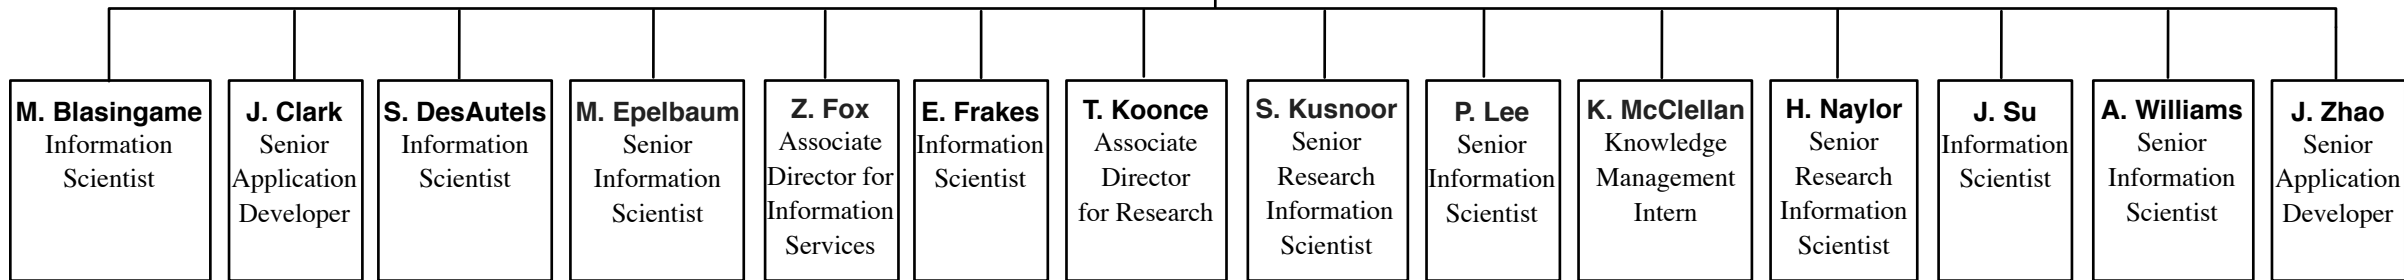 M. Blasingame
Information
Scientist
J. Clark
Senior
Application
Developer
S. DesAutels
Information
Scientist
M. Epelbaum
Senior
Information
Scientist
Z. Fox
Associate
Director for
Information
Services
E. Frakes
Information
Scientist
T. Koonce
Associate
Director
for Research
S. Kusnoor
Senior
Research
Information
Scientist
P. Lee
Senior
Information
Scientist
K. McClellan
Knowledge
Management
Intern
H. Naylor
Senior
Research
Information
Scientist
J. Su
Information
Scientist
A. Williams
Senior
Information
Scientist
J. Zhao
Senior
Application
Developer